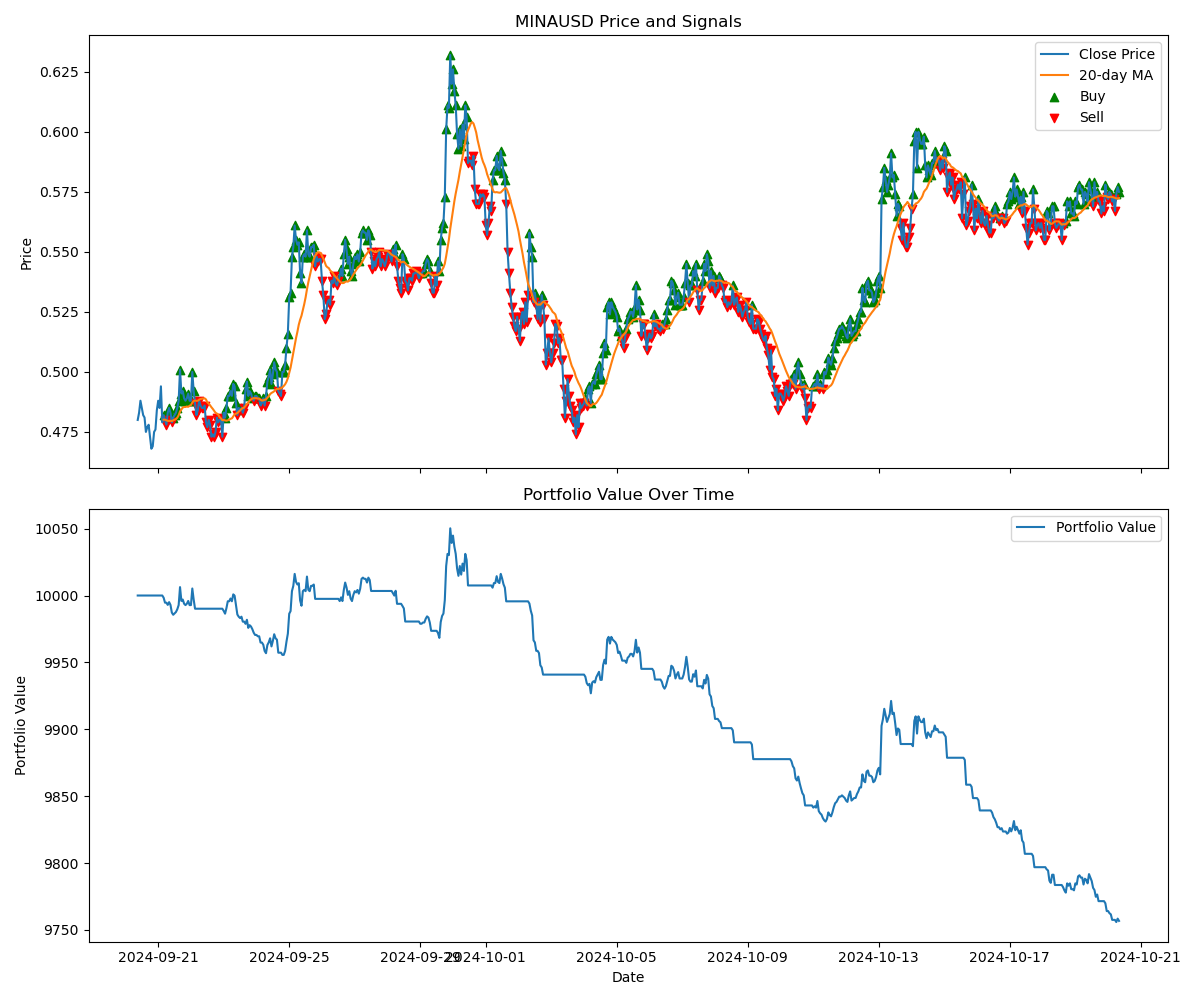 MINAUSD Price and Signals
Price
0.625
0.600
0.575
0.550
0.525
0.500
0.475
Close Price
20-day MA
Buy
Sell
Portfolio Value Over Time
Portfolio Value
10050
10000
9950
9900
9850
9800
9750
Portfolio Value
2024-09-21
2024-09-25
2024-09-29
2024-10-01
2024-10-05
2024-10-09
2024-10-13
2024-10-17
2024-10-21
Date